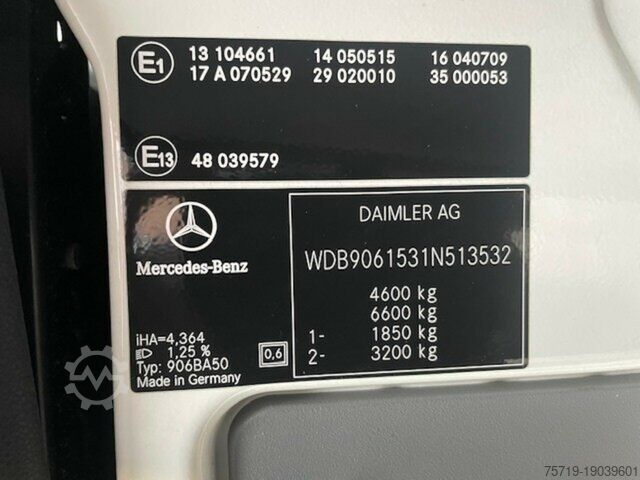 E1 13 104661 14 050515 16 040709
17 A 070529 29 020010 35 000053
E13 48 039579
Mercedes-Benz
iHA=4,364
1,25 %
Typ: 906BA50
Made in Germany
0,6
DAIMLER AG
WDB9061531N513532
4600 kg
6600 kg
1- 1850 kg
2- 3200 kg
75719-19039601